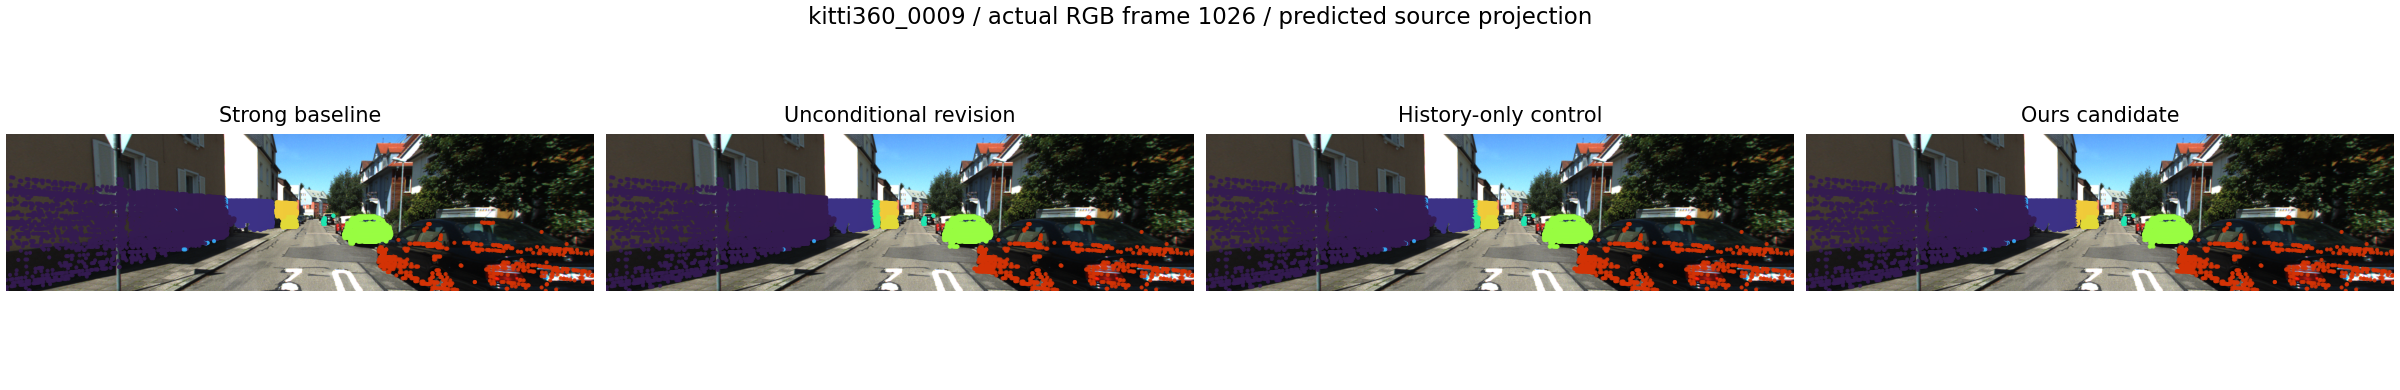 kitti360_0009 / actual RGB frame 1026 / predicted source projection
Strong baseline
Unconditional revision
History-only control
Ours candidate